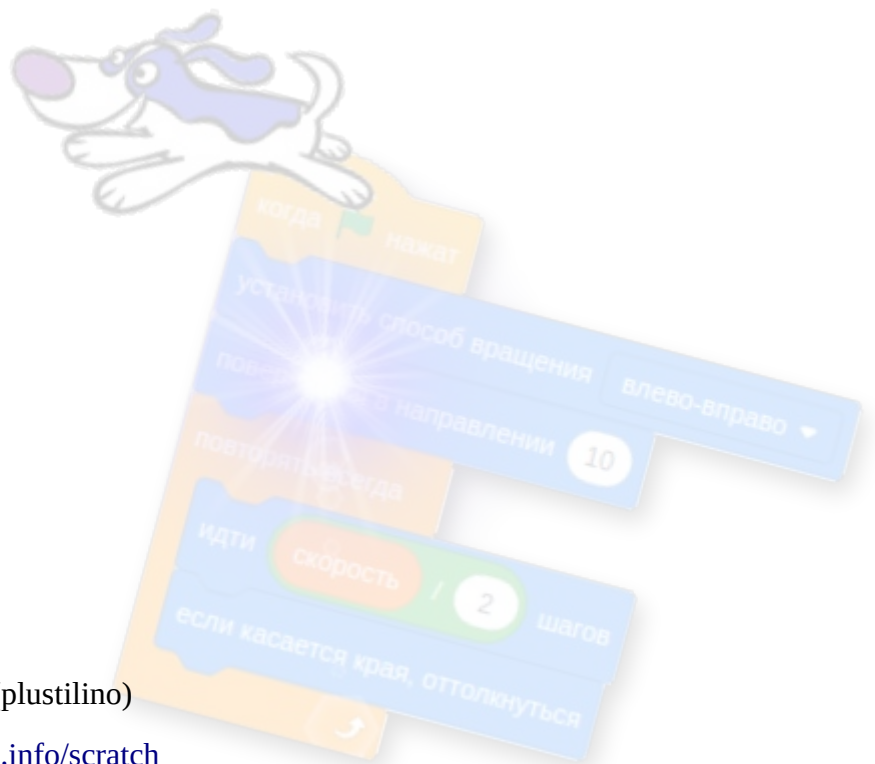 когда нажат
установить способ вращения влево-вправо
в направлении 10
повторять всегда
идти скорость / 2 шагов
если касается края, оттолкнуться
plustilino)
.info/scratch